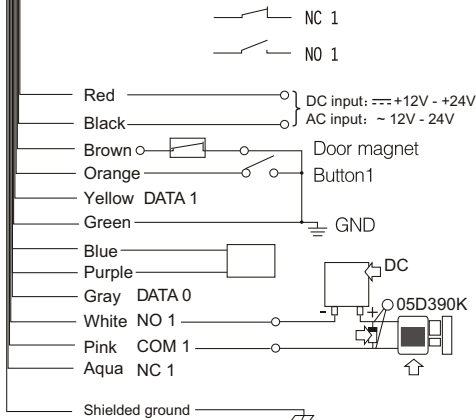 NC 1
NO 1
Red
DC input: +12V - +24V
Black
AC input: ~ 12V - 24V
Brown
Door magnet
Orange
Button1
Yellow DATA 1
Green
GND
Blue
Purple
DC
Gray DATA 0
- +
05D390K
White NO 1
Pink COM 1
Aqua NC 1
Shielded ground